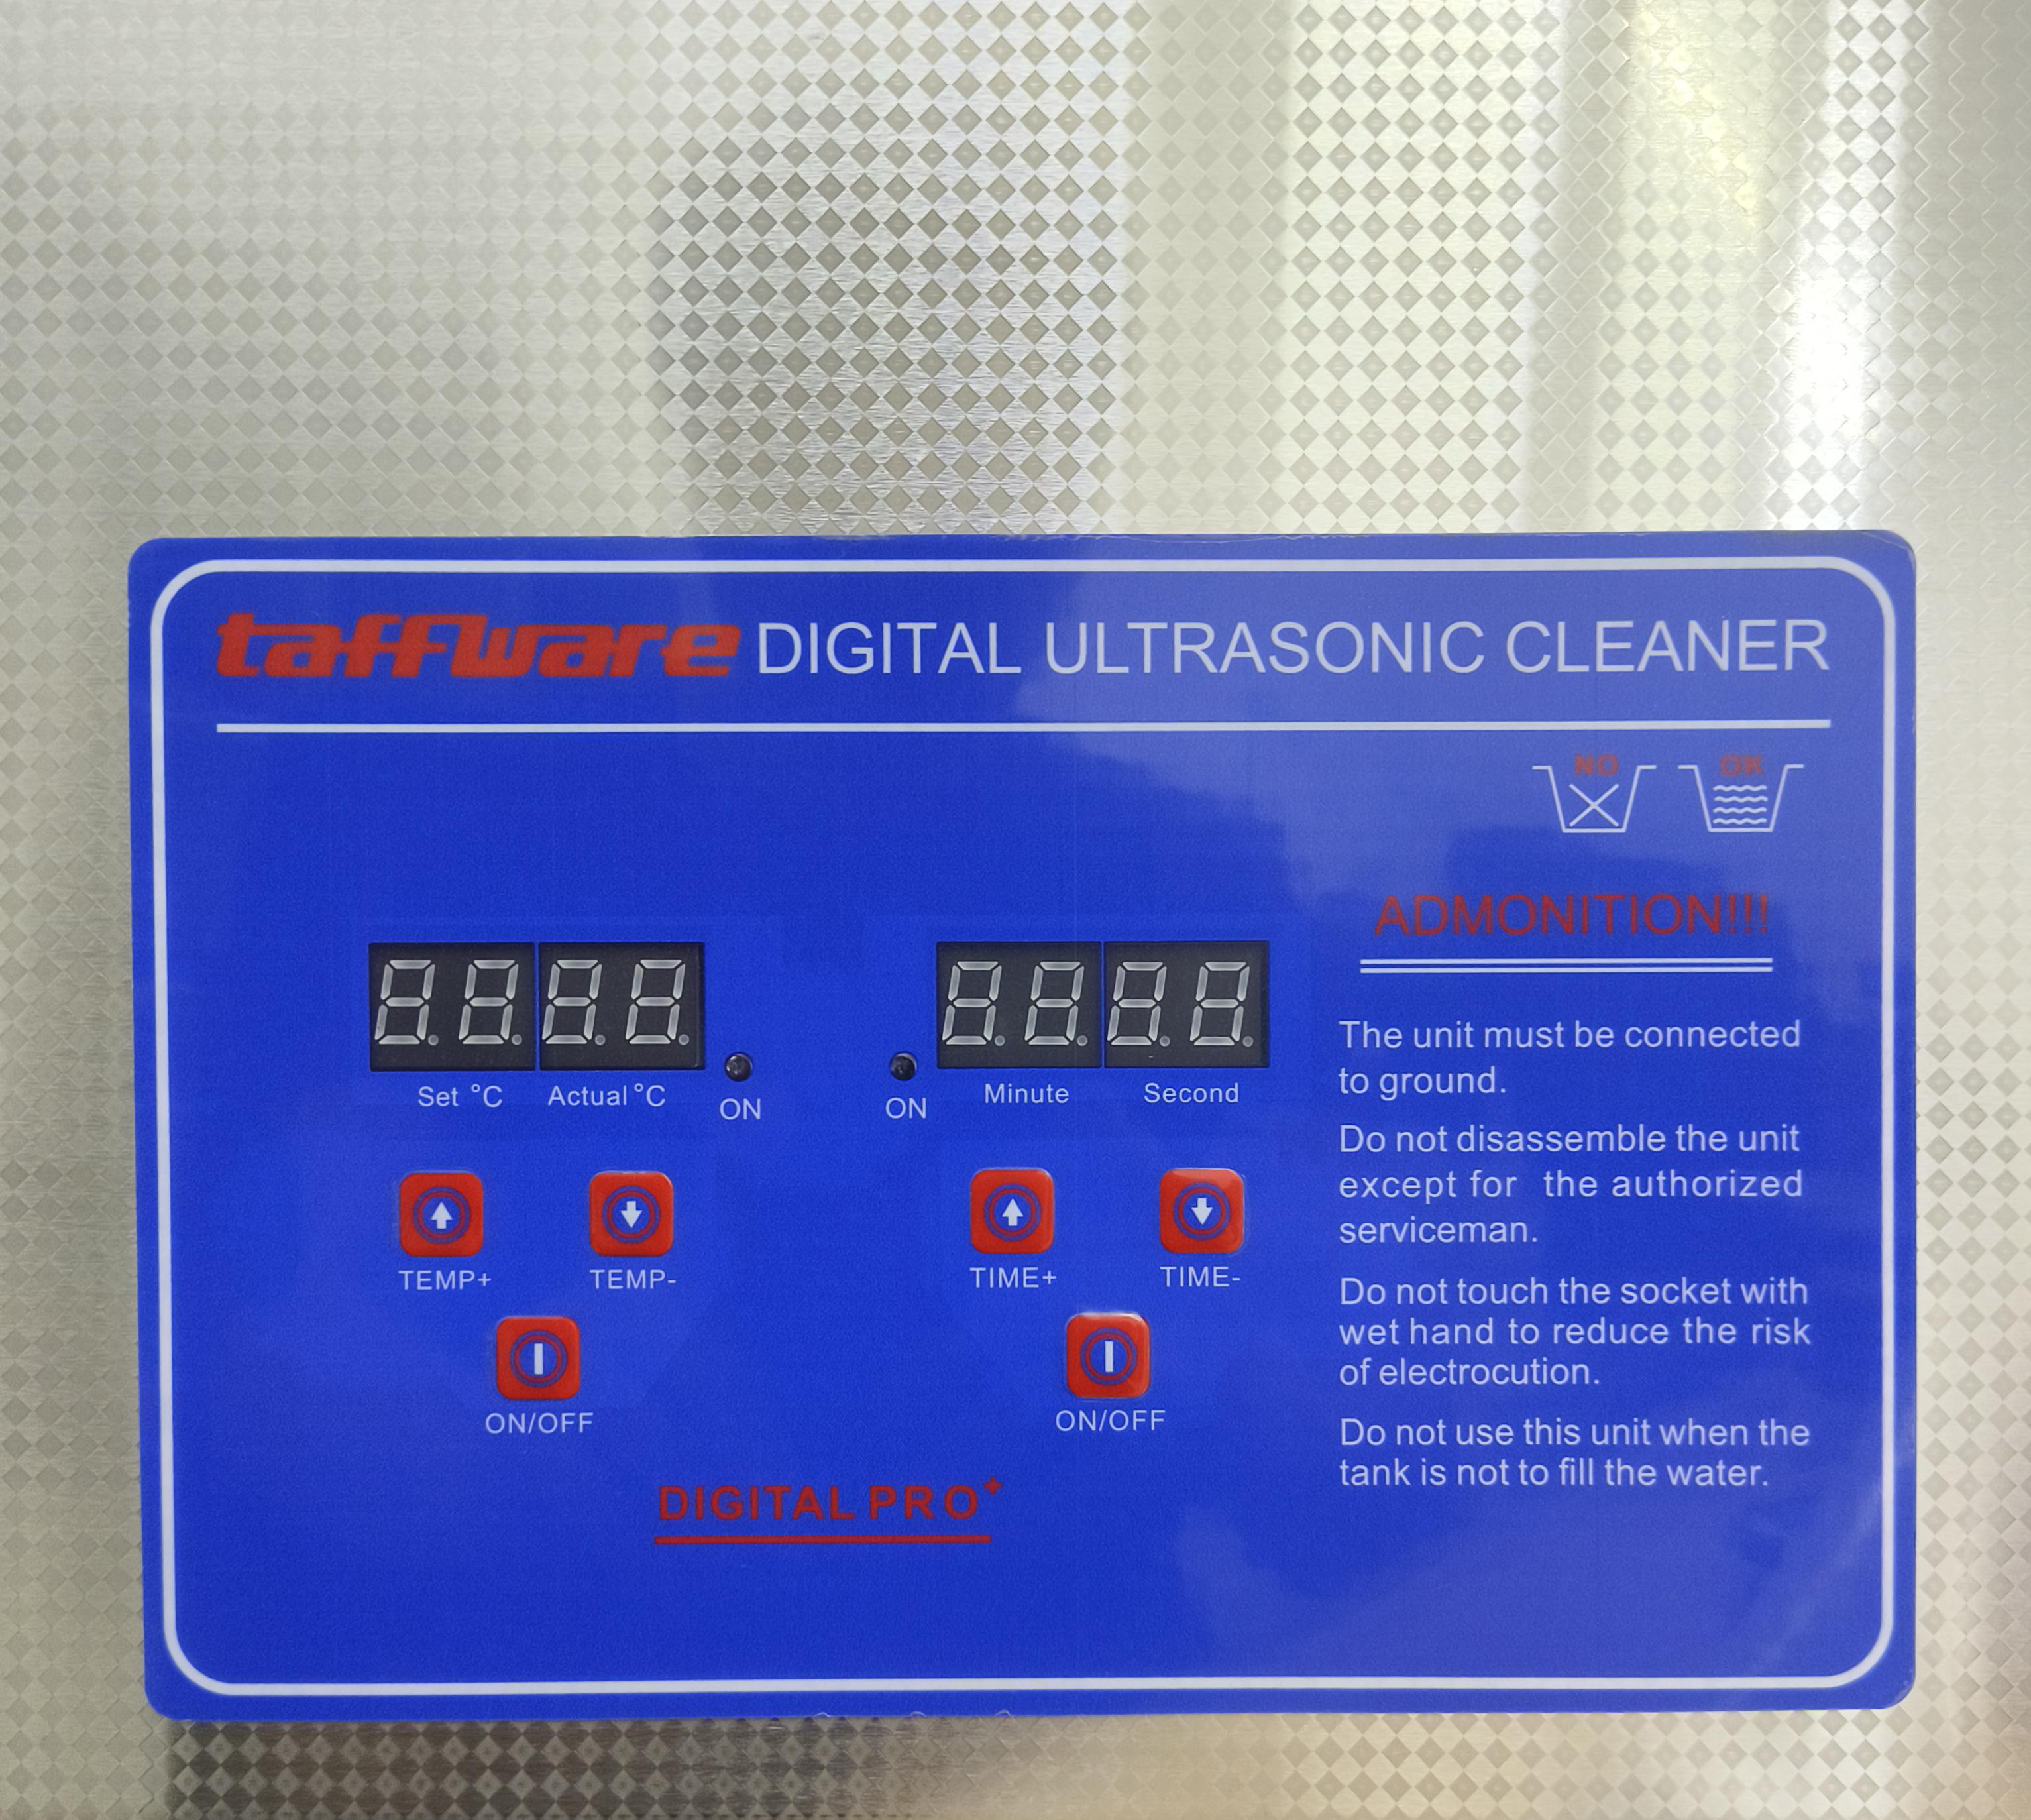 taffware DIGITAL ULTRASONIC CLEANER
NO OK
ADMONITION!!!
Set °C Actual °C ON
ON Minute Second
TEMP+ TEMP- TIME+ TIME-
ON/OFF ON/OFF
DIGITAL PRO+
The unit must be connected
to ground.
Do not disassemble the unit
except for the authorized
serviceman.
Do not touch the socket with
wet hand to reduce the risk
of electrocution.
Do not use this unit when the
tank is not to fill the water.